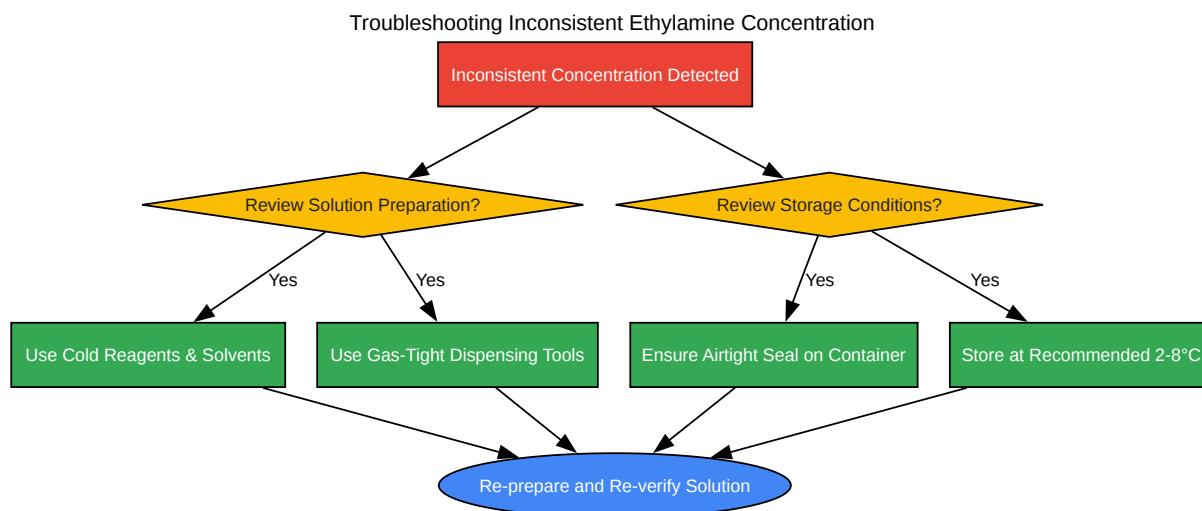 Troubleshooting Inconsistent Ethylamine Concentration
Inconsistent Concentration Detected
Review Solution Preparation?
Review Storage Conditions?
Yes
Yes
Yes
Yes
Use Cold Reagents & Solvents
Use Gas-Tight Dispensing Tools
Ensure Airtight Seal on Container
Store at Recommended 2-8°C
Re-prepare and Re-verify Solution